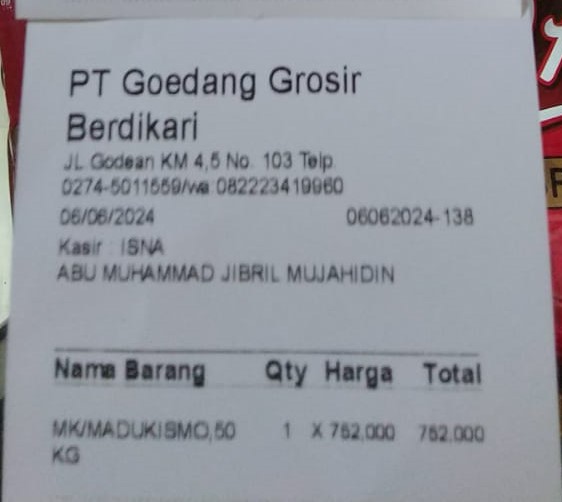 PT Goedang Grosir
Berdikari
JL Godean KM 4,5 No. 103 Telp.
0274-5011559/wa 082223419960
06/06/2024 06062024-138
Kasir : ISNA
ABU MUHAMMAD JIBRIL MUJAHIDIN
Nama Barang Qty Harga Total
MK/MADUKISMO,50 1 X 762,000 762,000
KG